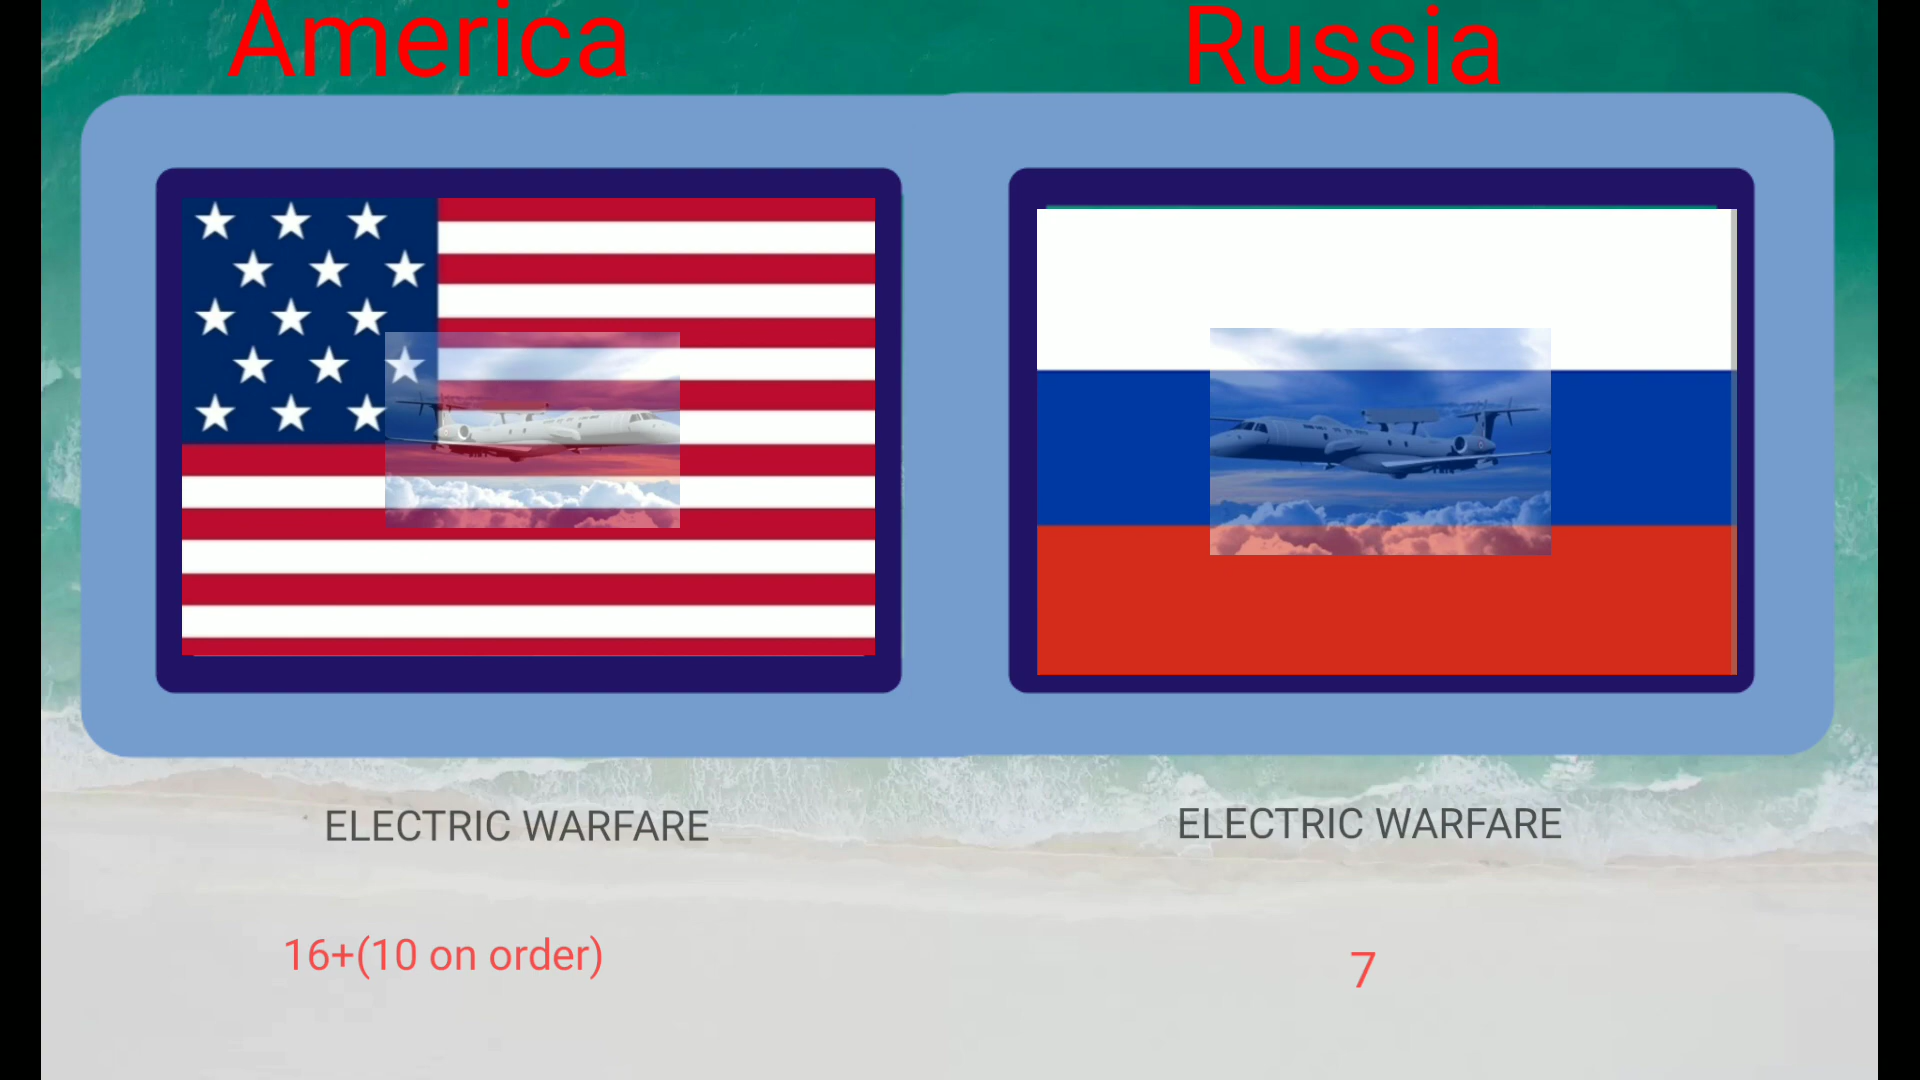 America
Russia
ELECTRIC WARFARE
ELECTRIC WARFARE
16+(10 on order)
7